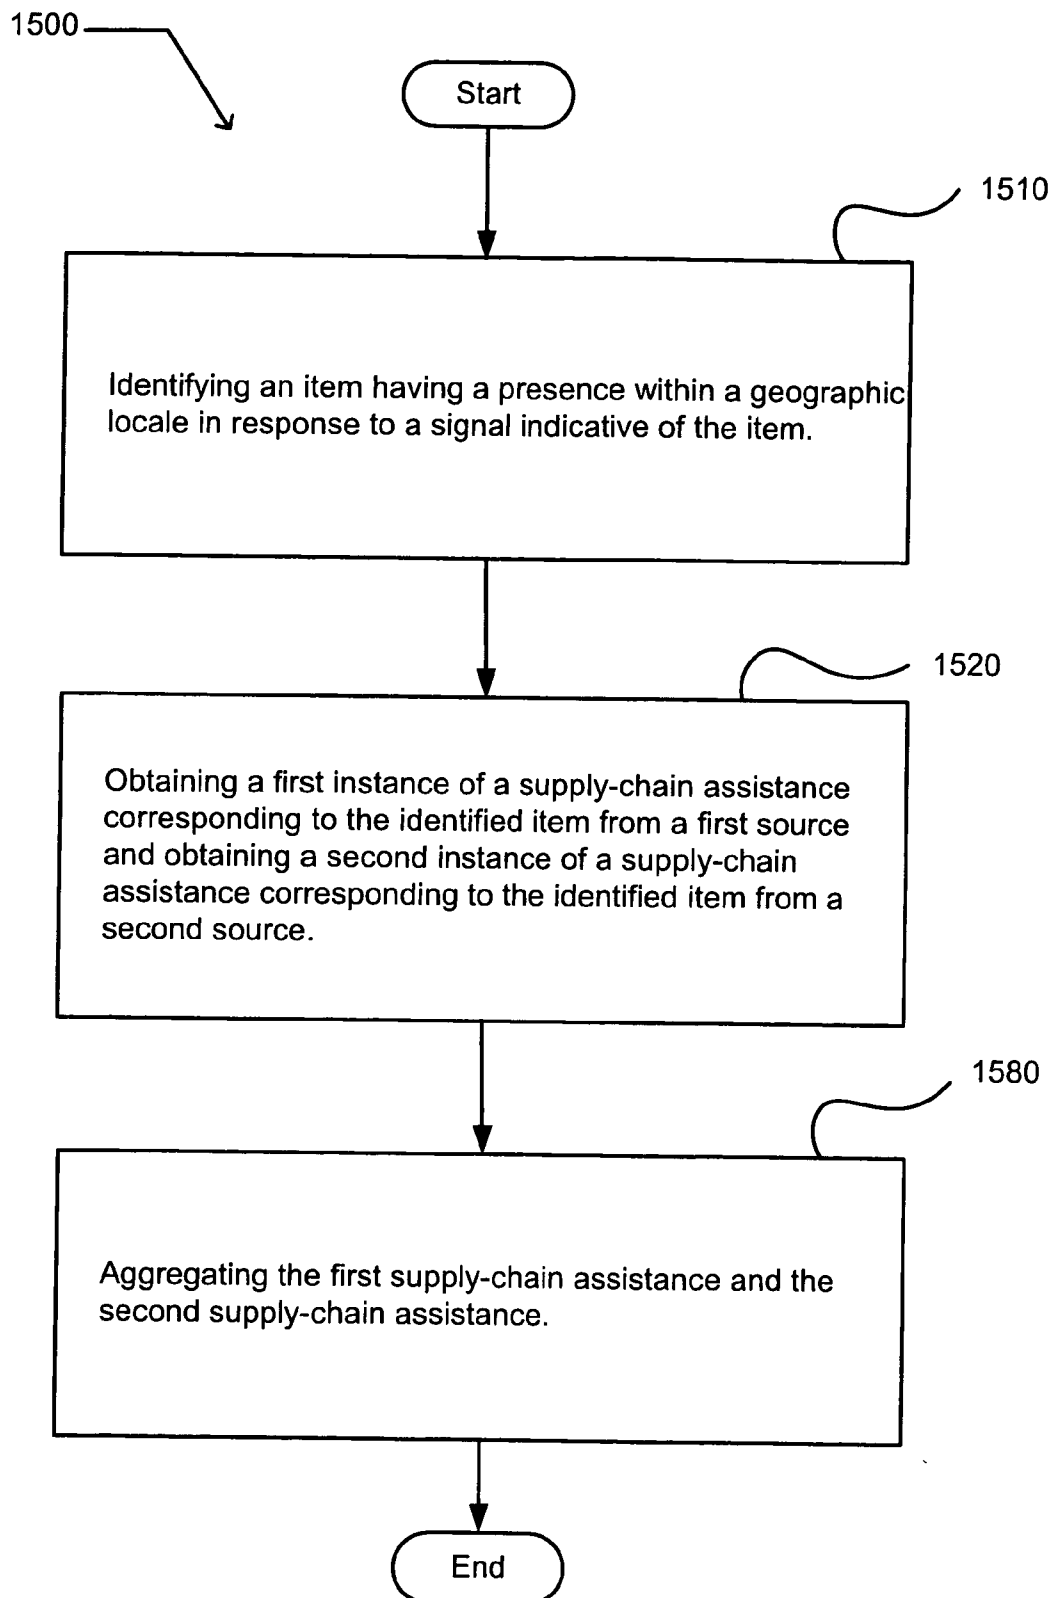 1500
Start
1510
Identifying an item having a presence within a geographic
locale in response to a signal indicative of the item.
1520
Obtaining a first instance of a supply-chain assistance
corresponding to the identified item from a first source
and obtaining a second instance of a supply-chain
assistance corresponding to the identified item from a
second source.
1580
Aggregating the first supply-chain assistance and the
second supply-chain assistance.
End